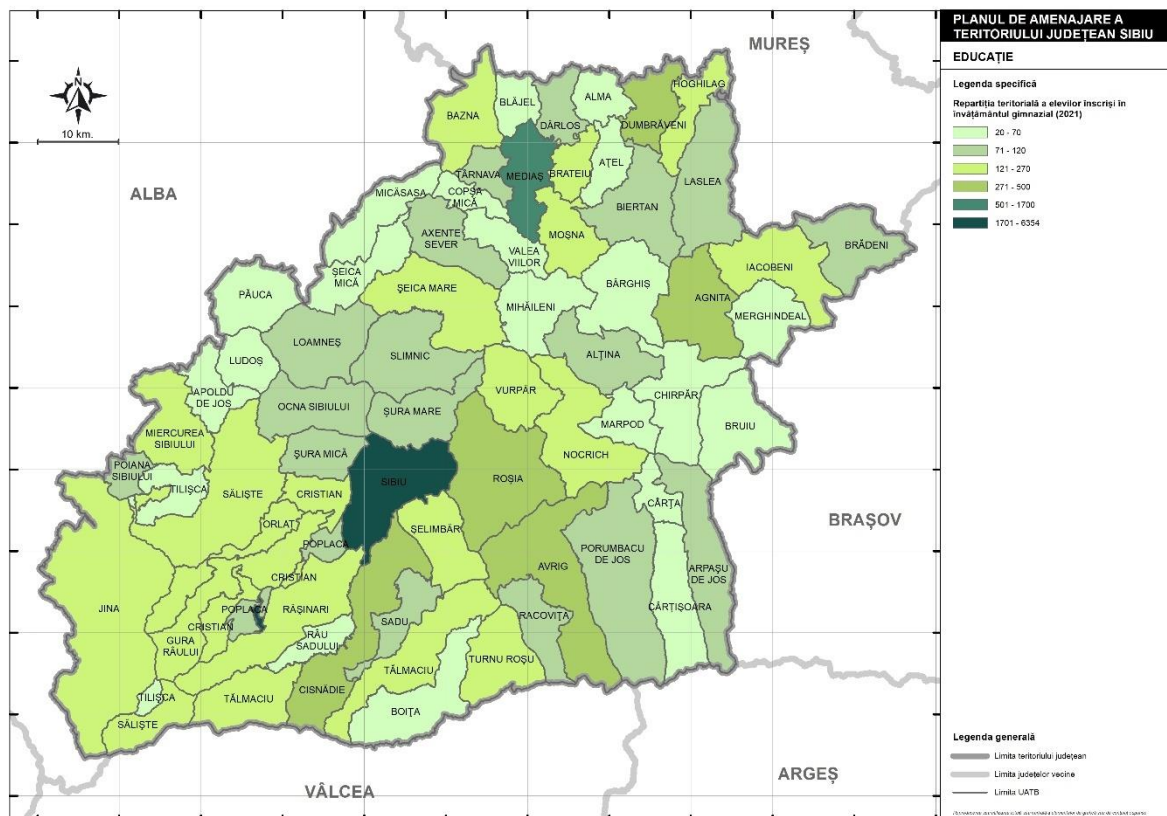 PLANUL DE AMENAJARE A
TERITORIULUI JUDEȚEAN SIBIU
EDUCAȚIE
Legenda specifică
Repartiția teritorială a elevilor înscriși în
învățământul gimnazial (2021)
20 - 70
71 - 120
121 - 270
271 - 500
501 - 1700
1701 - 6354
N
10 km.
MUREȘ
ALBA
BRAȘOV
ARGEȘ
VÂLCEA
HOGHILAG
BAZNA
BLĂJEL
ALMA
DÂRLOS
DUMBRĂVENI
TÂRNAVA
MEDIAȘ
BRATEIU
AȚEL
LASLEA
MICĂSASA
COPȘA
MICĂ
BIERTAN
AXENTE
SEVER
MOȘNA
VALEA
VIILOR
BRĂDENI
IACOBENI
ȘEICA
MICĂ
ȘEICA MARE
BÂRGHIȘ
PĂUCA
MIHĂILENI
AGNITA
MERGHINDEAL
LOAMNEȘ
SLIMNIC
ALȚINA
LUDOȘ
APOLDU
DE JOS
VURPĂR
CHIRPĂR
OCNA SIBIULUI
ȘURA MARE
MARPOD
BRUIU
MIERCUREA
SIBIULUI
NOCRICH
ȘURA MICĂ
POIANA
SIBIULUI
TILIȘCA
SĂLIȘTE
CRISTIAN
SIBIU
ROȘIA
CÂRȚA
ORLAT
ȘELIMBĂR
POPLACA
PORUMBACU
DE JOS
AVRIG
ARPAȘU
DE JOS
CRISTIAN
JINA
POPLACA
RĂȘINARI
CÂRȚIȘOARA
RACOVIȚA
CRISTIAN
SADU
GURA
RÂULUI
RÂU
SADULUI
TURNU ROȘU
TĂLMACIU
CISNĂDIE
TILIȘCA
TĂLMACIU
BOIȚA
SĂLIȘTE
Legenda generală
Limita teritoriului județean
Limita județelor vecine
Limita UATB